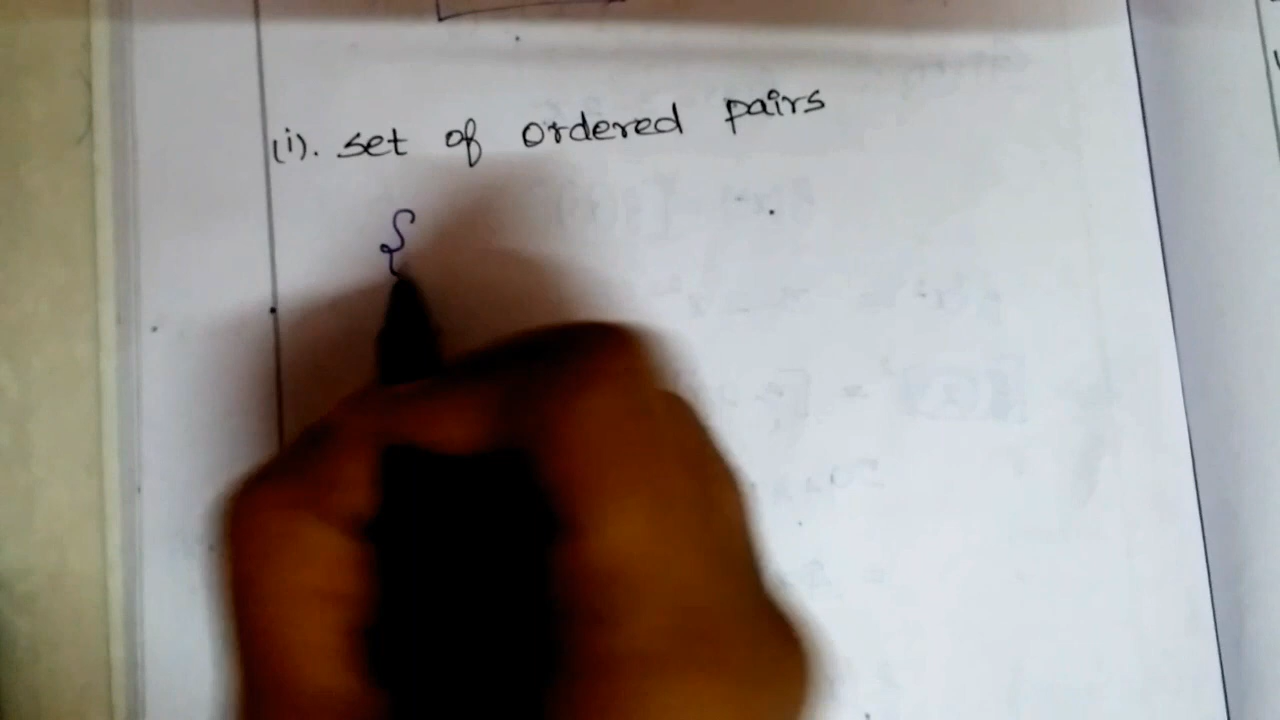 (i). set of ordered pairs
{